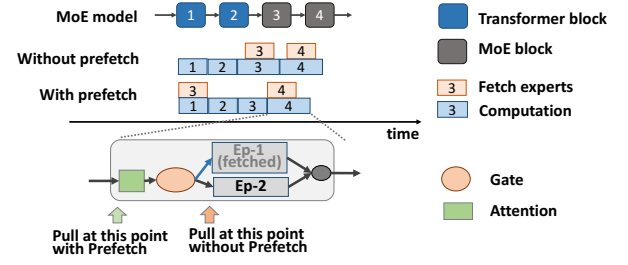 MoE model
1 2 3 4
Transformer block
MoE block
Without prefetch
3 4
1 2 3 4
With prefetch
3 4
1 2 3 4
3 Fetch experts
3 Computation
time
Ep-1
(fetched)
Ep-2
Gate
Attention
Pull at this point
with Prefetch
Pull at this point
without Prefetch